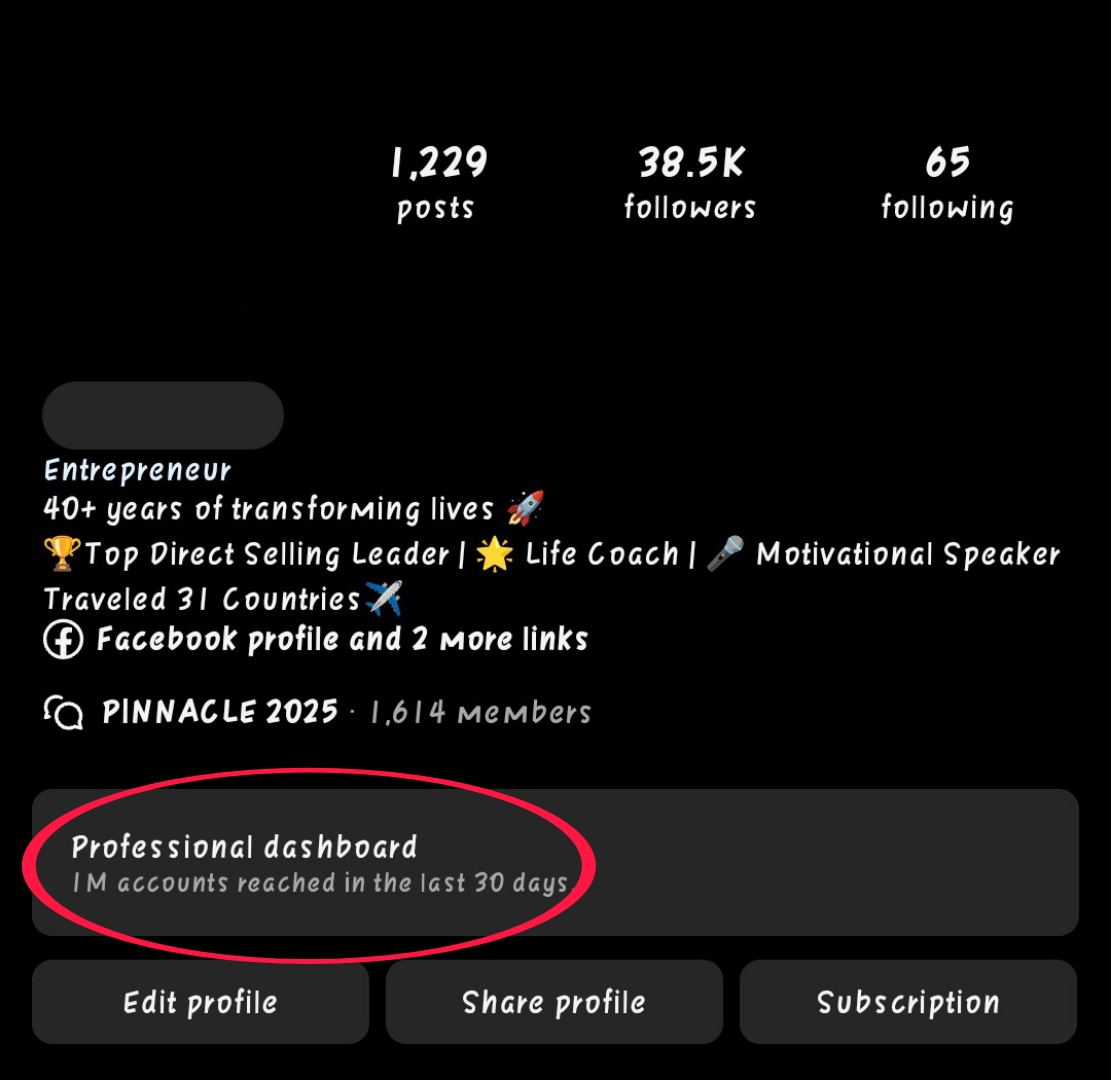 1,229 38.5K 65
posts followers following
Entrepreneur
40+ years of transforming lives 🚀
🏆Top Direct Selling Leader | 🌟 Life Coach | 🎤 Motivational Speaker
Traveled 31 Countries✈️
Facebook profile and 2 more links
PINNACLE 2025 · 1,614 members
Professional dashboard
1M accounts reached in the last 30 days.
Edit profile Share profile Subscription